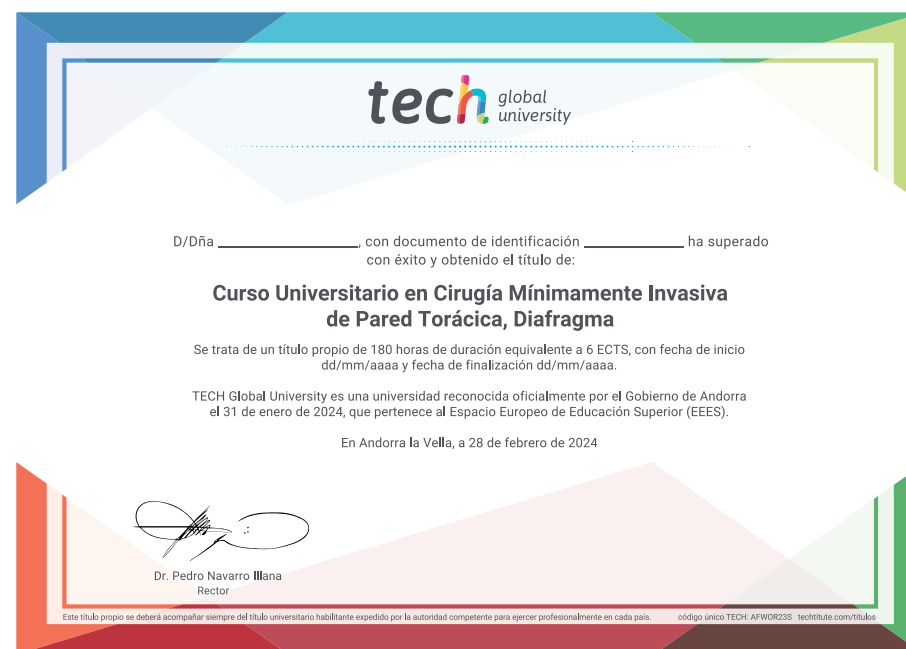 tech global university
D/Dña ____________, con documento de identificación ____________ ha superado
con éxito y obtenido el título de:
Curso Universitario en Cirugía Mínimamente Invasiva
de Pared Torácica, Diafragma
Se trata de un título propio de 180 horas de duración equivalente a 6 ECTS, con fecha de inicio
dd/mm/aaaa y fecha de finalización dd/mm/aaaa.
TECH Global University es una universidad reconocida oficialmente por el Gobierno de Andorra
el 31 de enero de 2024, que pertenece al Espacio Europeo de Educación Superior (EEES).
En Andorra la Vella, a 28 de febrero de 2024
Dr. Pedro Navarro Illana
Rector
Este título propio se deberá acompañar siempre del título universitario habilitante expedido por la autoridad competente para ejercer profesionalmente en cada país. código único TECH: AFWOR23S techtitute.com/titulos